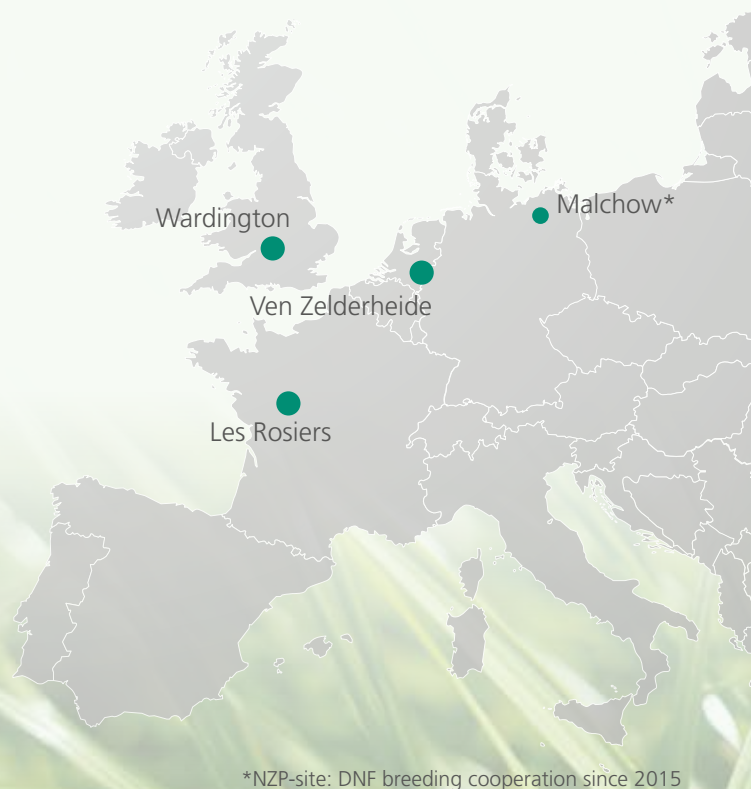 Malchow*
Wardington
Ven Zelderheide
Les Rosiers
*NZP-site: DNF breeding cooperation since 2015